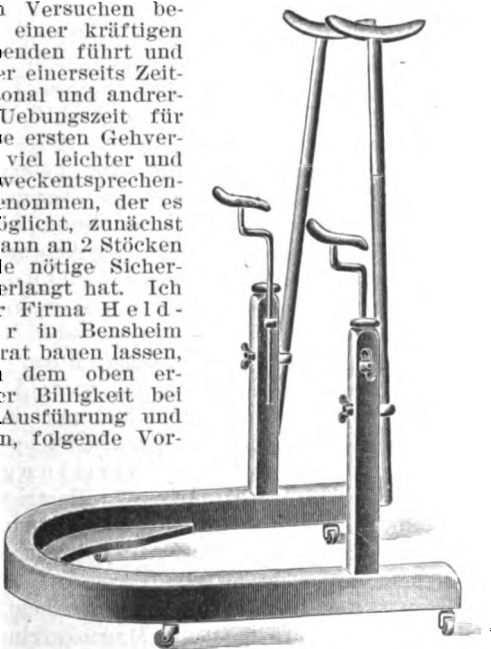 n Versuchen be-
einer kräftigen
enden führt und
r einerseits Zeit-
onal und andrer-
Uebungszeit für
e ersten Gehver-
viel leichter und
weckentsprechen-
enommen, der es
öglicht, zunächst
ann an 2 Stöcken
le nötige Sicher-
erlangt hat. Ich
r Firma Held-
r in Bensheim
rat bauen lassen,
n dem oben er-
er Billigkeit bei
Ausführung und
n, folgende Vor-